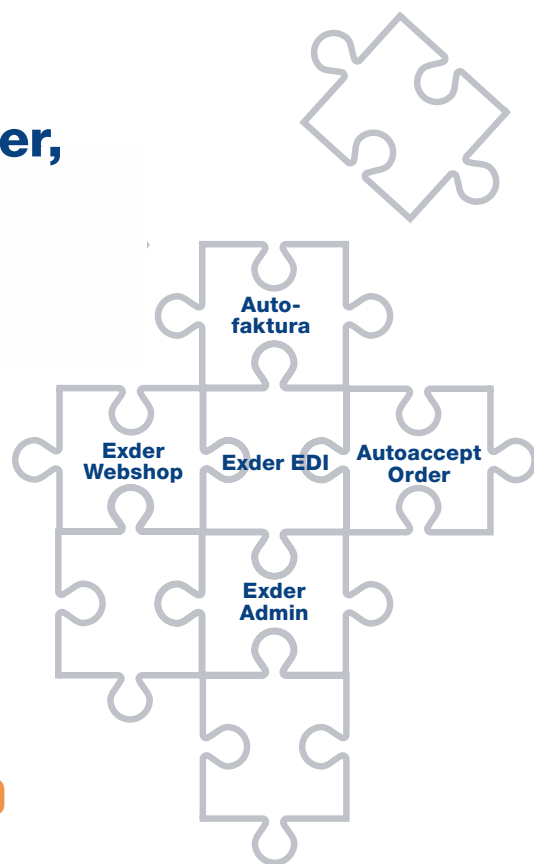 er,
Auto-
faktura
Exder
Webshop
Exder EDI
Autoaccept
Order
Exder
Admin